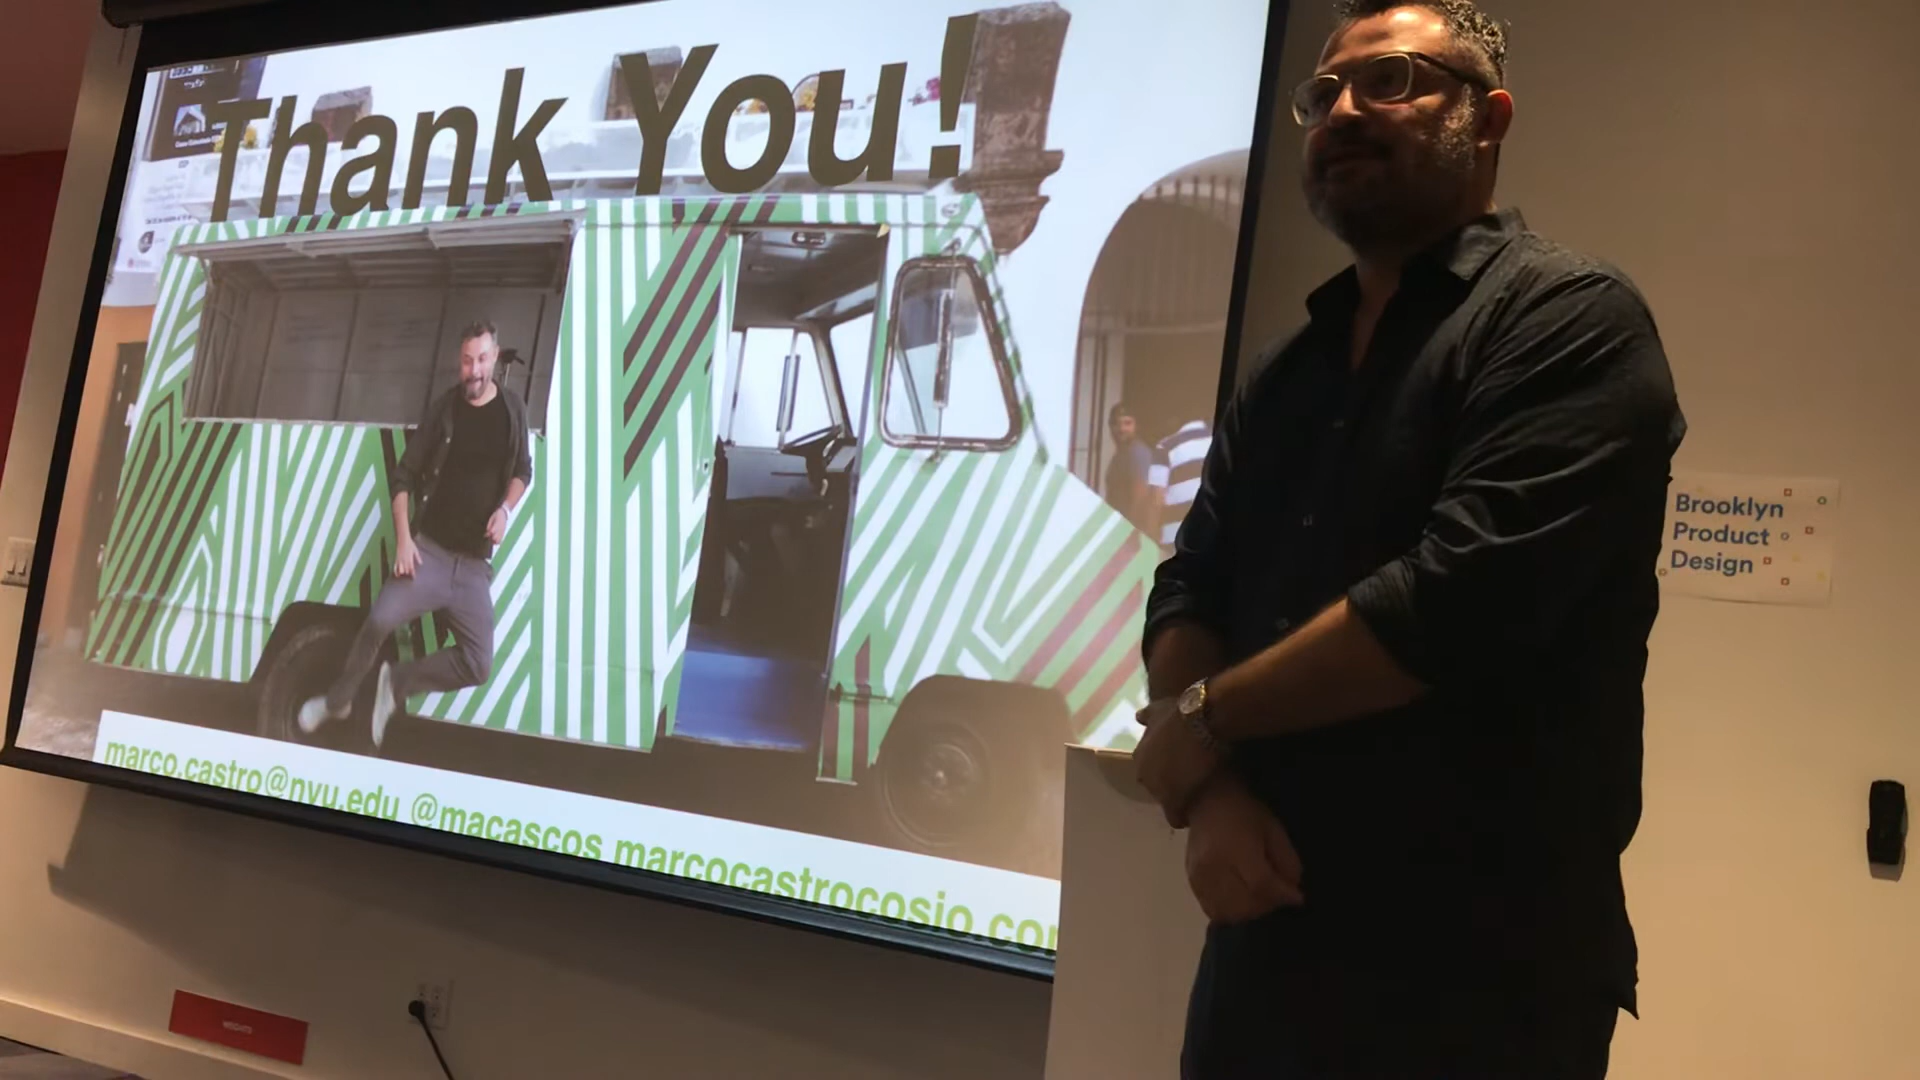 Thank You!
marco.castro@nyu.edu @macascos marcocastrocosio.co
Brooklyn
Product
Design